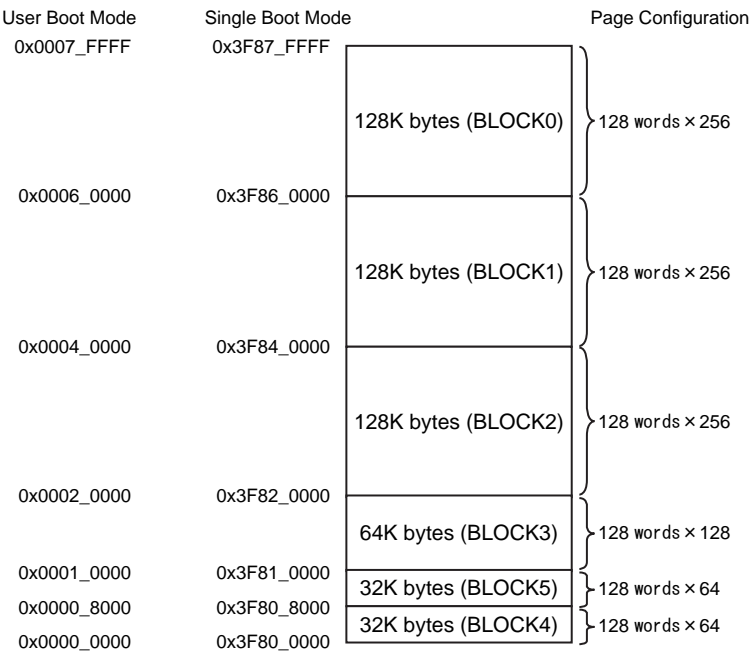 User Boot Mode Single Boot Mode Page Configuration
0x0007_FFFF 0x3F87_FFFF
128K bytes (BLOCK0) 128 words×256
0x0006_0000 0x3F86_0000
128K bytes (BLOCK1) 128 words×256
0x0004_0000 0x3F84_0000
128K bytes (BLOCK2) 128 words×256
0x0002_0000 0x3F82_0000
64K bytes (BLOCK3) 128 words×128
0x0001_0000 0x3F81_0000
32K bytes (BLOCK5) 128 words×64
0x0000_8000 0x3F80_8000
32K bytes (BLOCK4) 128 words×64
0x0000_0000 0x3F80_0000